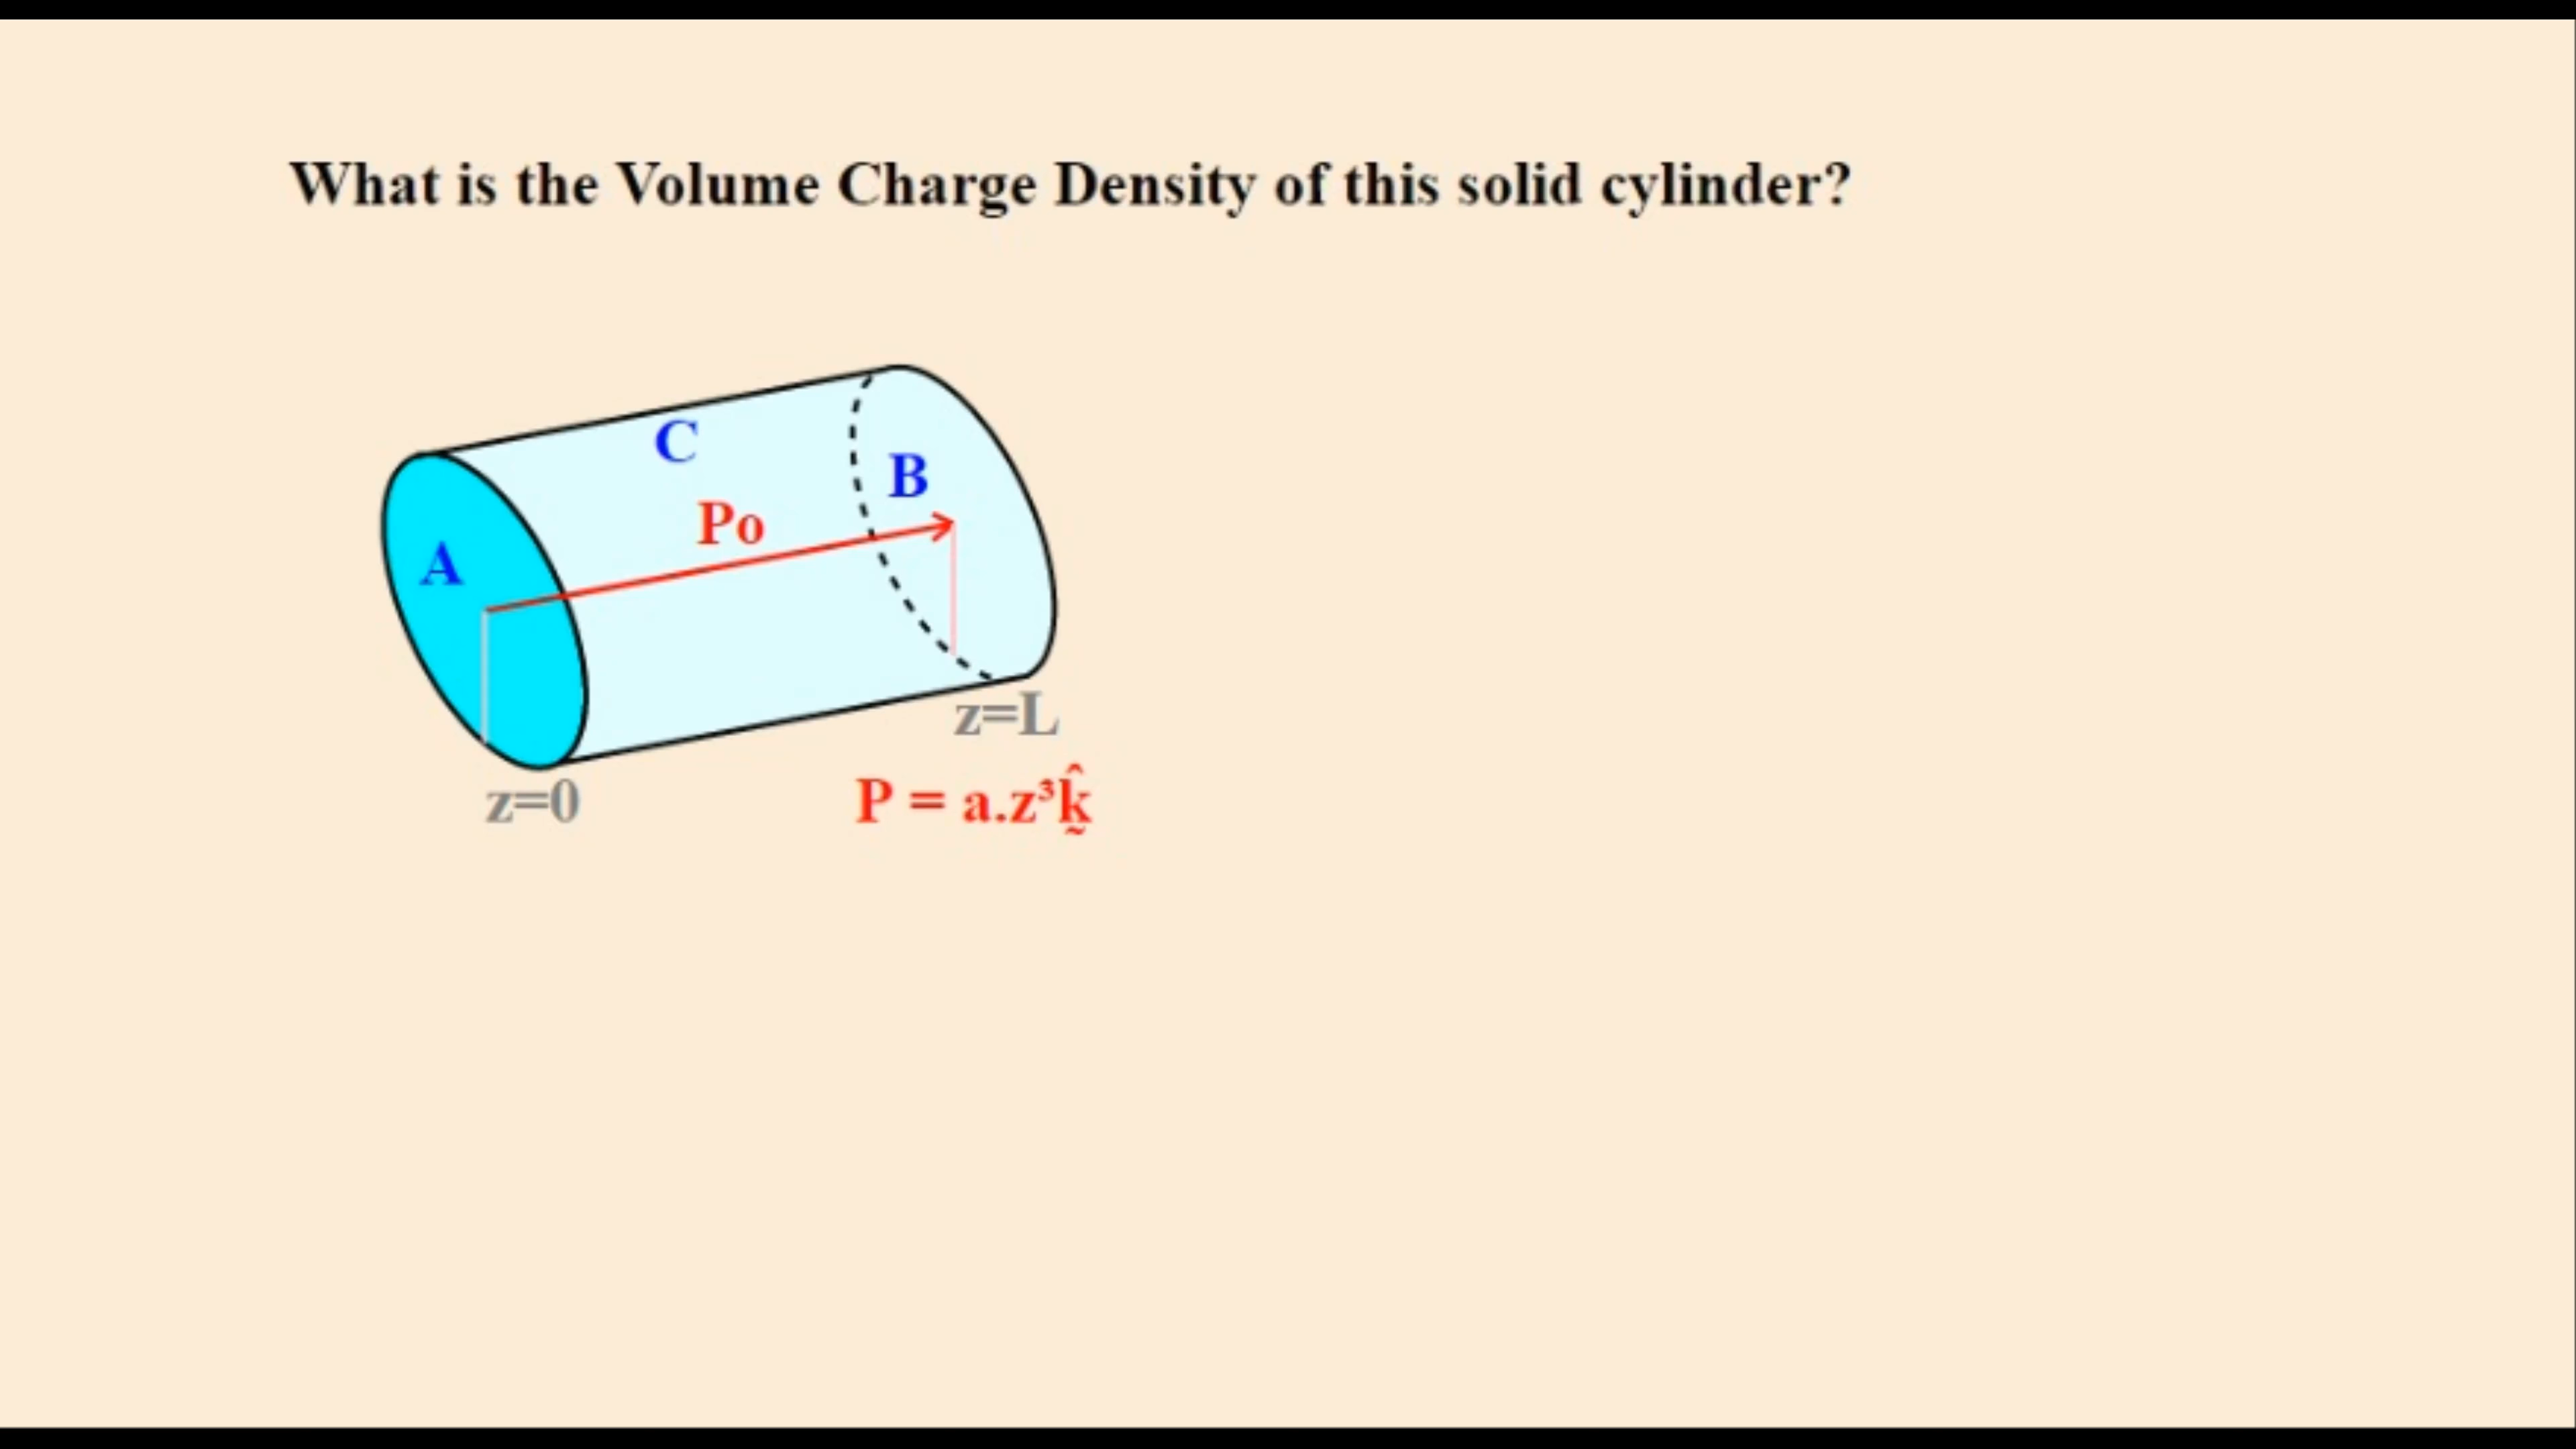 What is the Volume Charge Density of this solid cylinder?
C
B
Po
A
z=L
z=0
P = a.z³k̰̂